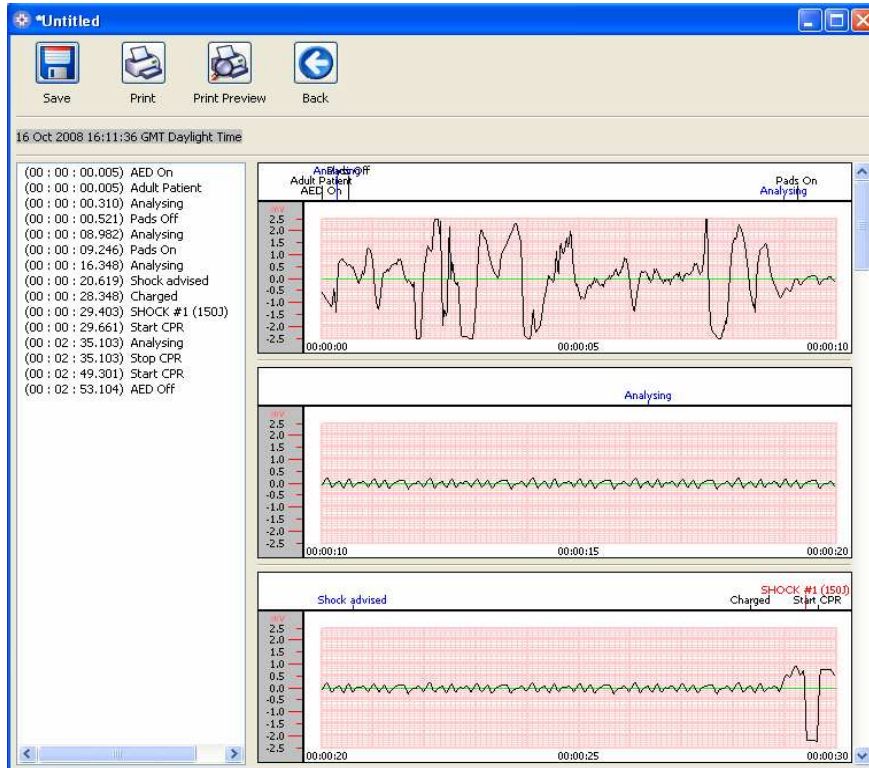 *Untitled
Save Print Print Preview Back
16 Oct 2008 16:11:36 GMT Daylight Time
(00 : 00 : 00.005) AED On
(00 : 00 : 00.005) Adult Patient
(00 : 00 : 00.310) Analysing
(00 : 00 : 00.521) Pads Off
(00 : 00 : 08.982) Analysing
(00 : 00 : 09.246) Pads On
(00 : 00 : 16.348) Analysing
(00 : 00 : 20.619) Shock advised
(00 : 00 : 28.348) Charged
(00 : 00 : 29.403) SHOCK #1 (150J)
(00 : 00 : 29.661) Start CPR
(00 : 02 : 35.103) Analysing
(00 : 02 : 35.103) Stop CPR
(00 : 02 : 49.301) Start CPR
(00 : 02 : 53.104) AED Off
Analysing Pads Off
Adult Patient Pads On
AED On Analysing
mV
2.5
2.0
1.5
1.0
0.5
0.0
-0.5
-1.0
-1.5
-2.0
-2.5
00:00:00 00:00:05 00:00:10
Analysing
mV
2.5
2.0
1.5
1.0
0.5
0.0
-0.5
-1.0
-1.5
-2.0
-2.5
00:00:10 00:00:15 00:00:20
SHOCK #1 (150J)
Shock advised Charged Start CPR
mV
2.5
2.0
1.5
1.0
0.5
0.0
-0.5
-1.0
-1.5
-2.0
-2.5
00:00:20 00:00:25 00:00:30